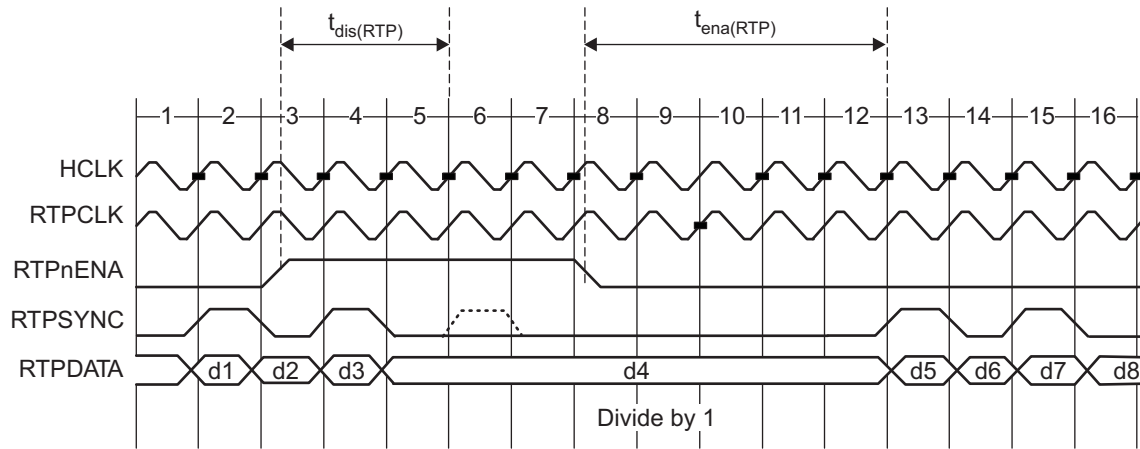 tdis(RTP) tena(RTP)
1 2 3 4 5 6 7 8 9 10 11 12 13 14 15 16
HCLK
RTPCLK
RTPnENA
RTPSYNC
RTPDATA d1 d2 d3 d4 d5 d6 d7 d8
Divide by 1